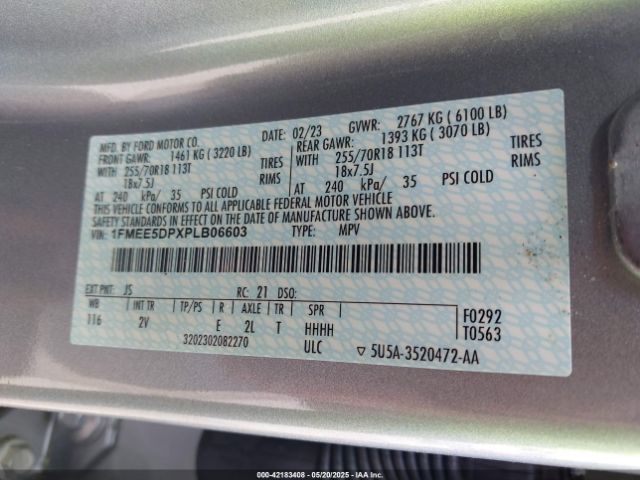 MFD. BY FORD MOTOR CO.
DATE: 02/23 GVWR: 2767 KG ( 6100 LB)
FRONT GAWR: 1461 KG ( 3220 LB)
WITH 255/70R18 113T TIRES
18x7.5J RIMS
AT 240 kPa/ 35 PSI COLD
REAR GAWR: 1393 KG ( 3070 LB)
WITH 255/70R18 113T TIRES
18x7.5J RIMS
AT 240 kPa/ 35 PSI COLD
THIS VEHICLE CONFORMS TO ALL APPLICABLE FEDERAL MOTOR VEHICLE
SAFETY STANDARDS IN EFFECT ON THE DATE OF MANUFACTURE SHOWN ABOVE.
VIN: 1FMEE5DPXPLB06603 TYPE: MPV
EXT PNT: JS RC: 21 DSO:
WB INT TR TP/PS R AXLE TR SPR
116 2V E 2L T HHHH
3202302082270 ULC
F0292
T0563
▽ 5U5A-3520472-AA
000-42183408 - 05/20/2025 - IAA Inc.